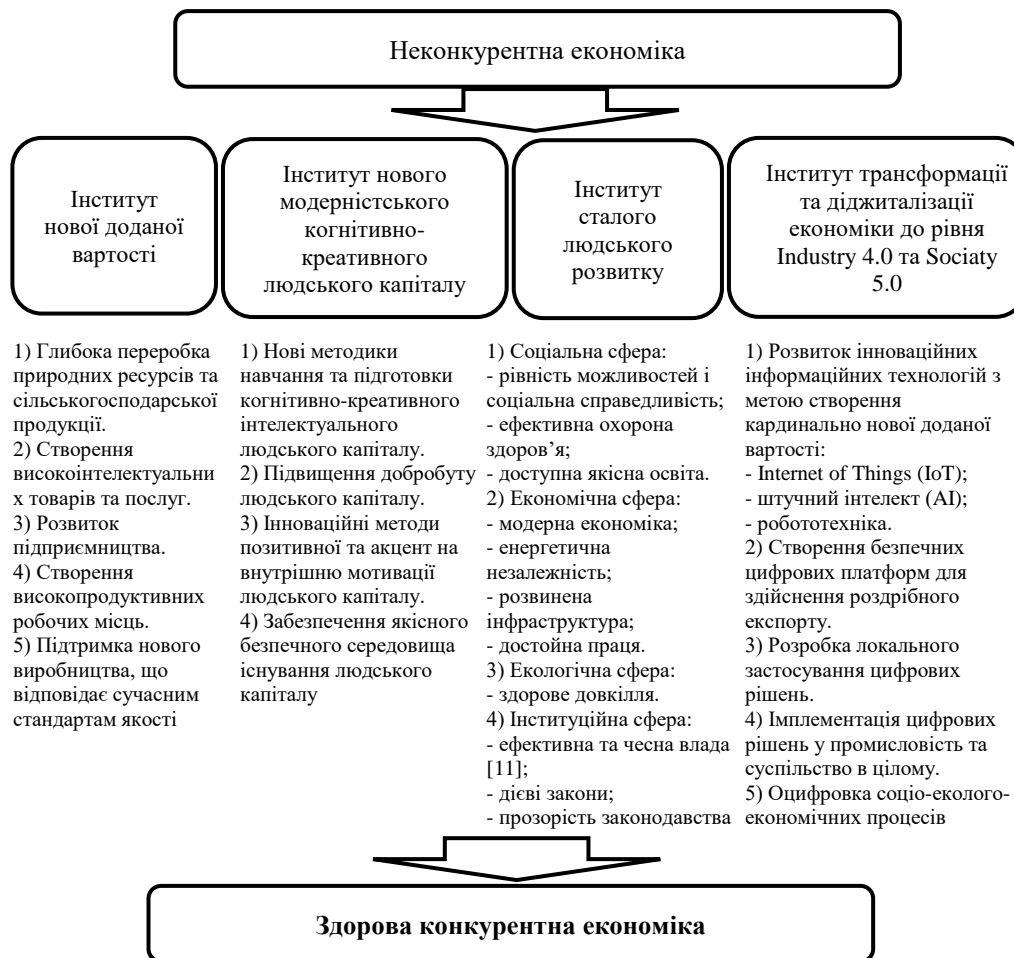 Неконкурентна економіка
Інститут
нової доданої
вартості
Інститут нового
модерністського
когнітивно-
креативного
людського капіталу
Інститут
сталого
людського
розвитку
Інститут трансформації
та діджиталізації
економіки до рівня
Industry 4.0 та Sociaty
5.0
1) Глибока переробка
природних ресурсів та
сільськогосподарської
продукції.
2) Створення
високоінтелектуальни
х товарів та послуг.
3) Розвиток
підприємництва.
4) Створення
високопродуктивних
робочих місць.
5) Підтримка нового
виробництва, що
відповідає сучасним
стандартам якості
1) Нові методики
навчання та підготовки
когнітивно-креативного
інтелектуального
людського капіталу.
2) Підвищення добробуту
людського капіталу.
3) Інноваційні методи
позитивної та акцент на
внутрішню мотивації
людського капіталу.
4) Забезпечення якісного
безпечного середовища
існування людського
капіталу
1) Соціальна сфера:
- рівність можливостей і
соціальна справедливість;
- ефективна охорона
здоров’я;
- доступна якісна освіта.
2) Економічна сфера:
- модерна економіка;
- енергетична
незалежність;
- розвинена
інфраструктура;
- достойна праця.
3) Екологічна сфера:
- здорове довкілля.
4) Інституційна сфера:
- ефективна та чесна влада
[11];
- дієві закони;
- прозорість законодавства
1) Розвиток інноваційних
інформаційних технологій з
метою створення
кардинально нової доданої
вартості:
- Internet of Things (IoT);
- штучний інтелект (AI);
- робототехніка.
2) Створення безпечних
цифрових платформ для
здійснення роздрібного
експорту.
3) Розробка локального
застосування цифрових
рішень.
4) Імплементація цифрових
рішень у промисловість та
суспільство в цілому.
5) Оцифровка соціо-еколого-
економічних процесів
Здорова конкурентна економіка